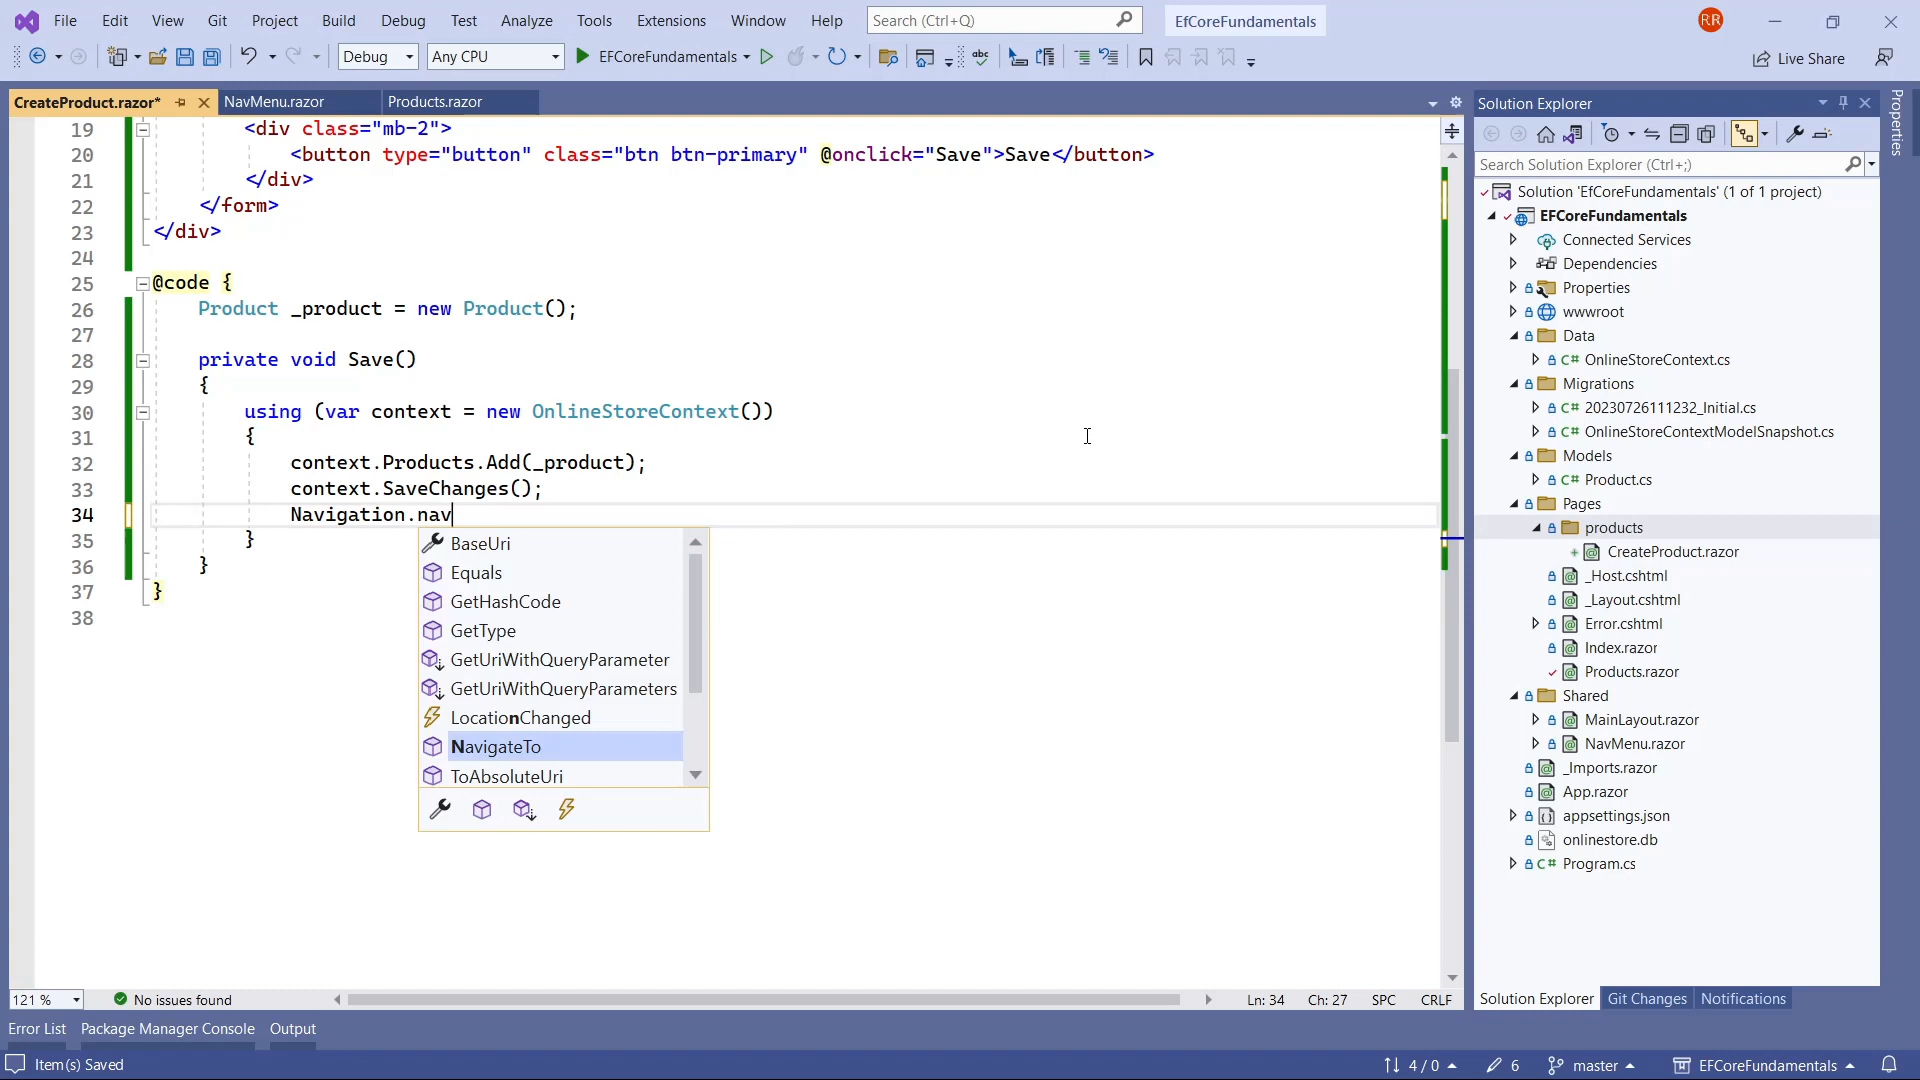 File Edit View Git Project Build Debug Test Analyze Tools Extensions Window Help Search (Ctrl+Q) EfCoreFundamentals RR
Debug Any CPU EFCoreFundamentals abc Live Share
CreateProduct.razor* NavMenu.razor Products.razor
19 <div class="mb-2">
20 <button type="button" class="btn btn-primary" @onclick="Save">Save</button>
21 </div>
22 </form>
23 </div>
24
25 @code {
26 Product _product = new Product();
27
28 private void Save()
29 {
30 using (var context = new OnlineStoreContext())
31 {
32 context.Products.Add(_product);
33 context.SaveChanges();
34 Navigation.nav
35 }
36 }
37 }
38
BaseUri
Equals
GetHashCode
GetType
GetUriWithQueryParameter
GetUriWithQueryParameters
LocationChanged
NavigateTo
ToAbsoluteUri
121 % No issues found Ln: 34 Ch: 27 SPC CRLF
Solution Explorer
Search Solution Explorer (Ctrl+;)
Solution 'EfCoreFundamentals' (1 of 1 project)
EFCoreFundamentals
Connected Services
Dependencies
Properties
wwwroot
Data
C# OnlineStoreContext.cs
Migrations
C# 20230726111232_Initial.cs
C# OnlineStoreContextModelSnapshot.cs
Models
C# Product.cs
Pages
products
CreateProduct.razor
_Host.cshtml
_Layout.cshtml
Error.cshtml
Index.razor
Products.razor
Shared
MainLayout.razor
NavMenu.razor
_Imports.razor
App.razor
appsettings.json
onlinestore.db
C# Program.cs
Solution Explorer Git Changes Notifications
Properties
Error List Package Manager Console Output
Item(s) Saved 4 / 0 6 master EFCoreFundamentals